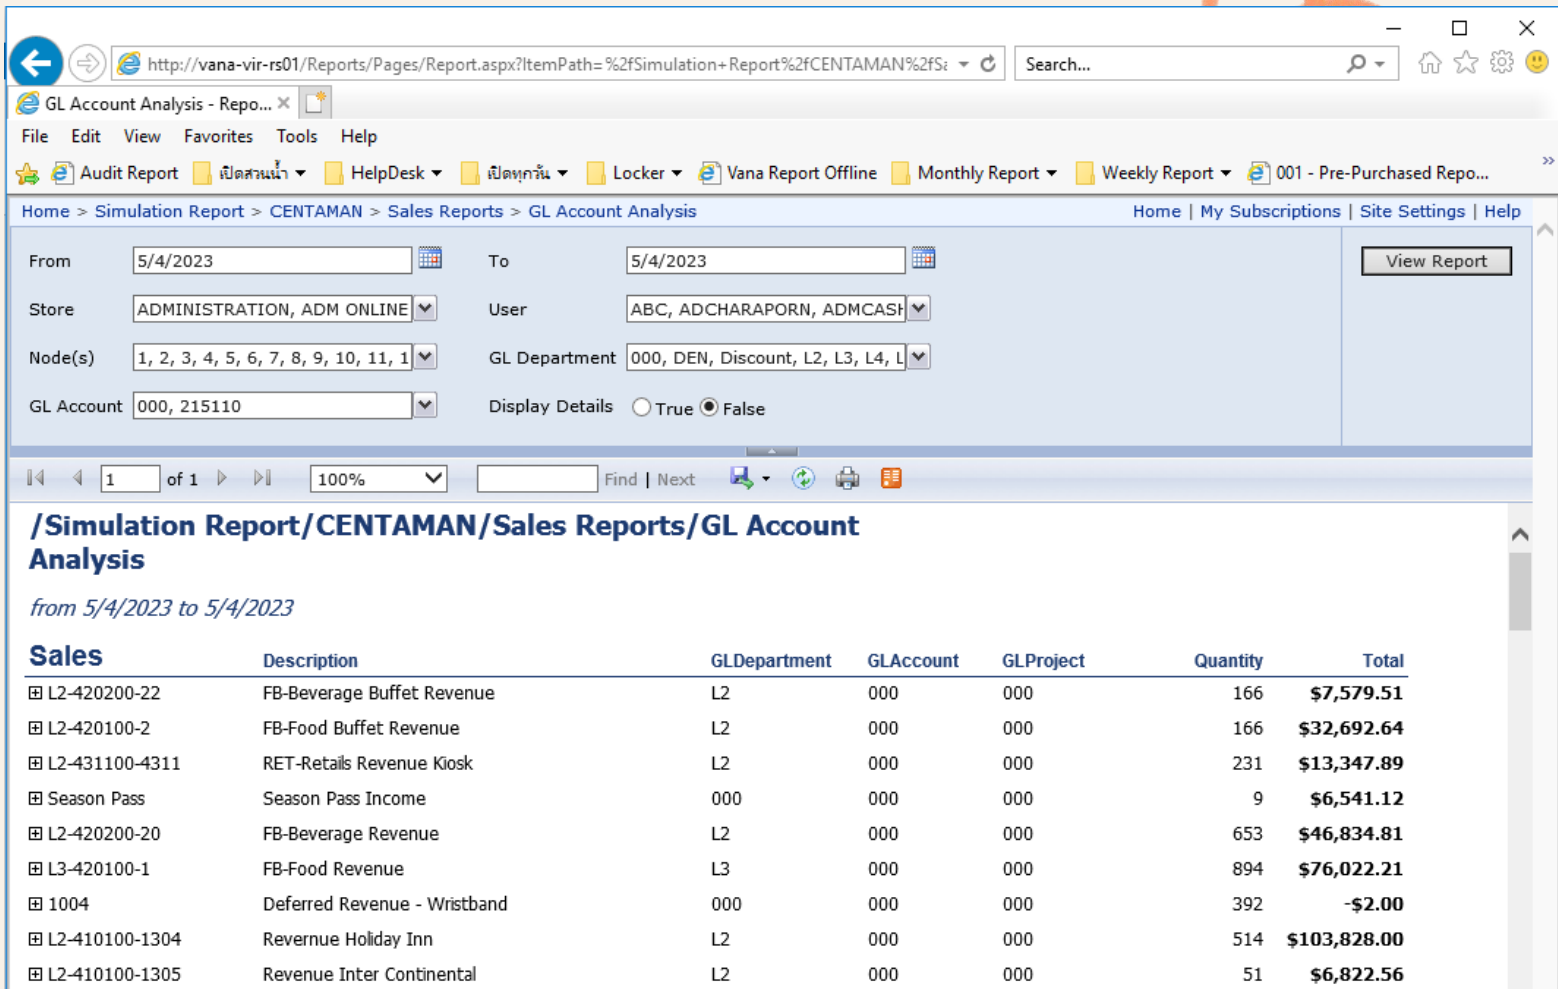 http://vana-vir-rs01/Reports/Pages/Report.aspx?ItemPath=%2fSimulation+Report%2fCENTAMAN%2fSa
Search...
GL Account Analysis - Repo...
File Edit View Favorites Tools Help
Audit Report เปิดสวนน้ำ HelpDesk เปิดทุกวัน Locker Vana Report Offline Monthly Report Weekly Report 001 - Pre-Purchased Repo... »
Home > Simulation Report > CENTAMAN > Sales Reports > GL Account Analysis Home | My Subscriptions | Site Settings | Help
From 5/4/2023 To 5/4/2023 View Report
Store ADMINISTRATION, ADM ONLINE User ABC, ADCHARAPORN, ADMCASH
Node(s) 1, 2, 3, 4, 5, 6, 7, 8, 9, 10, 11, 1 GL Department 000, DEN, Discount, L2, L3, L4, L
GL Account 000, 215110 Display Details True False
1 of 1 100% Find | Next
/Simulation Report/CENTAMAN/Sales Reports/GL Account
Analysis
from 5/4/2023 to 5/4/2023
Sales Description GLDepartment GLAccount GLProject Quantity Total
L2-420200-22 FB-Beverage Buffet Revenue L2 000 000 166 $7,579.51
L2-420100-2 FB-Food Buffet Revenue L2 000 000 166 $32,692.64
L2-431100-4311 RET-Retails Revenue Kiosk L2 000 000 231 $13,347.89
Season Pass Season Pass Income 000 000 000 9 $6,541.12
L2-420200-20 FB-Beverage Revenue L2 000 000 653 $46,834.81
L3-420100-1 FB-Food Revenue L3 000 000 894 $76,022.21
1004 Deferred Revenue - Wristband 000 000 000 392 -$2.00
L2-410100-1304 Revernue Holiday Inn L2 000 000 514 $103,828.00
L2-410100-1305 Revenue Inter Continental L2 000 000 51 $6,822.56